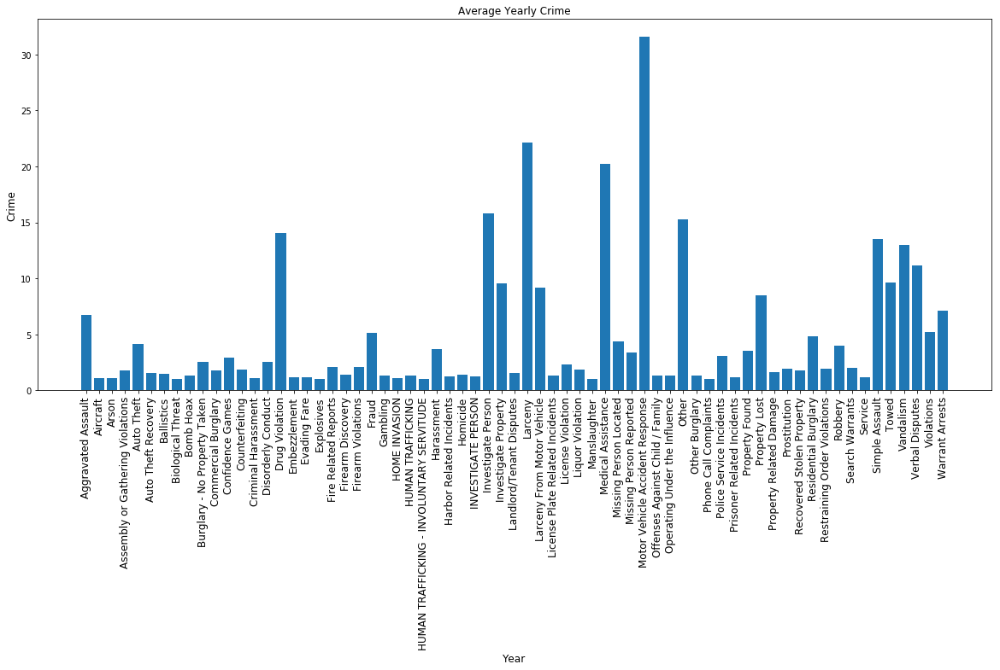 Average Yearly Crime
Crime
30
25
20
15
10
5
0
Aggravated Assault
Aircraft
Arson
Assembly or Gathering Violations
Auto Theft
Auto Theft Recovery
Ballistics
Biological Threat
Bomb Hoax
Burglary - No Property Taken
Commercial Burglary
Confidence Games
Counterfeiting
Criminal Harassment
Disorderly Conduct
Drug Violation
Embezzlement
Evading Fare
Explosives
Fire Related Reports
Firearm Discovery
Firearm Violations
Fraud
Gambling
HOME INVASION
HUMAN TRAFFICKING
HUMAN TRAFFICKING - INVOLUNTARY SERVITUDE
Harassment
Harbor Related Incidents
Homicide
INVESTIGATE PERSON
Investigate Person
Investigate Property
Landlord/Tenant Disputes
Larceny
Larceny From Motor Vehicle
License Plate Related Incidents
License Violation
Liquor Violation
Manslaughter
Medical Assistance
Missing Person Located
Missing Person Reported
Motor Vehicle Accident Response
Offenses Against Child / Family
Operating Under the Influence
Other
Other Burglary
Phone Call Complaints
Police Service Incidents
Prisoner Related Incidents
Property Found
Property Lost
Property Related Damage
Prostitution
Recovered Stolen Property
Residential Burglary
Restraining Order Violations
Robbery
Search Warrants
Service
Simple Assault
Towed
Vandalism
Verbal Disputes
Violations
Warrant Arrests
Year